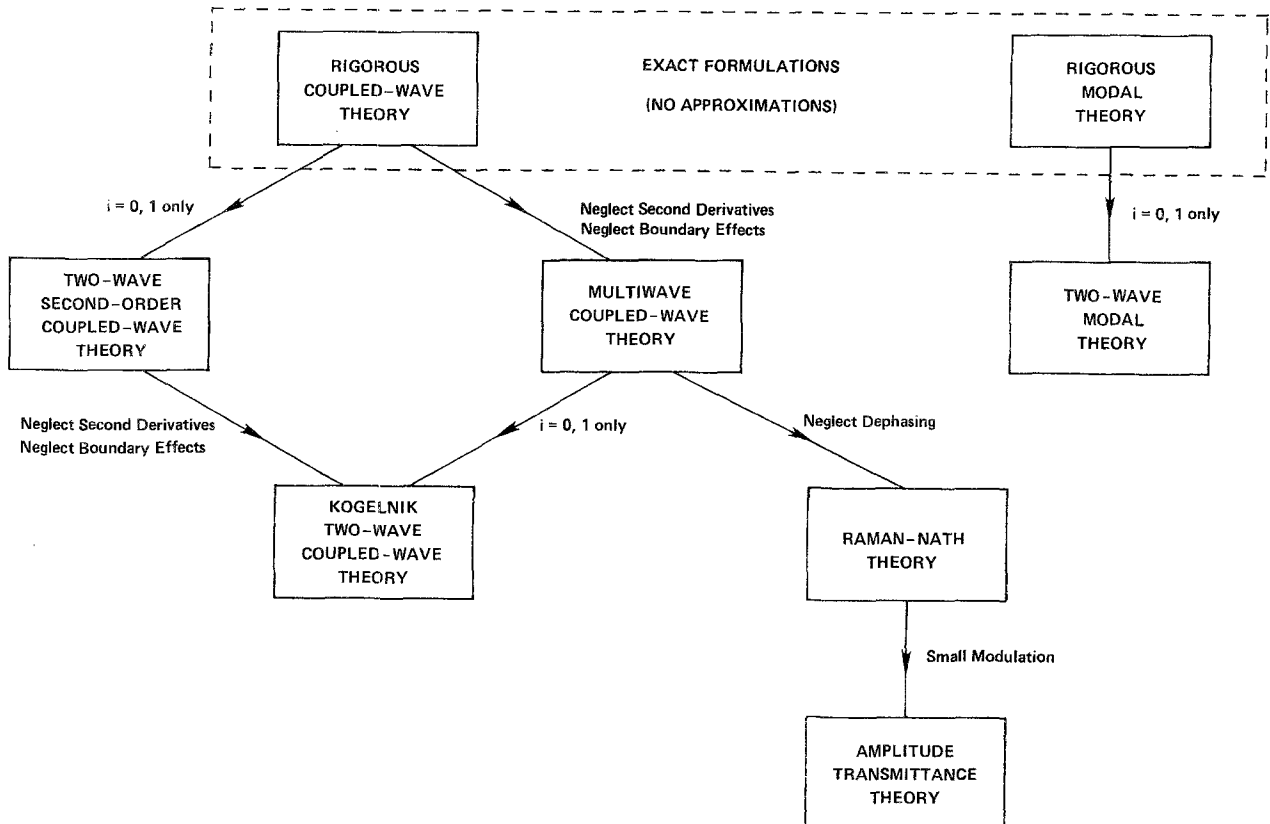 RIGOROUS
COUPLED-WAVE
THEORY
EXACT FORMULATIONS
(NO APPROXIMATIONS)
RIGOROUS
MODAL
THEORY
i = 0, 1 only
Neglect Second Derivatives
Neglect Boundary Effects
i = 0, 1 only
TWO-WAVE
SECOND-ORDER
COUPLED-WAVE
THEORY
MULTIWAVE
COUPLED-WAVE
THEORY
TWO-WAVE
MODAL
THEORY
Neglect Second Derivatives
Neglect Boundary Effects
i = 0, 1 only
Neglect Dephasing
KOGELNIK
TWO-WAVE
COUPLED-WAVE
THEORY
RAMAN-NATH
THEORY
Small Modulation
AMPLITUDE
TRANSMITTANCE
THEORY